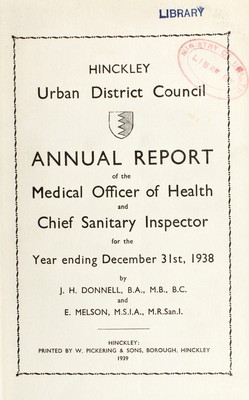 LIBRARY
HINCKLEY
Urban District Council
ANNUAL REPORT
of the
Medical Officer of Health
and
Chief Sanitary Inspector
for the
Year ending December 31st, 1938
by
J. H. DONNELL, B.A., M.B., B.C.
and
E. MELSON, M.S.I.A., M.R.San.I.
HINCKLEY:
PRINTED BY W. PICKERING & SONS, BOROUGH, HINCKLEY
1939